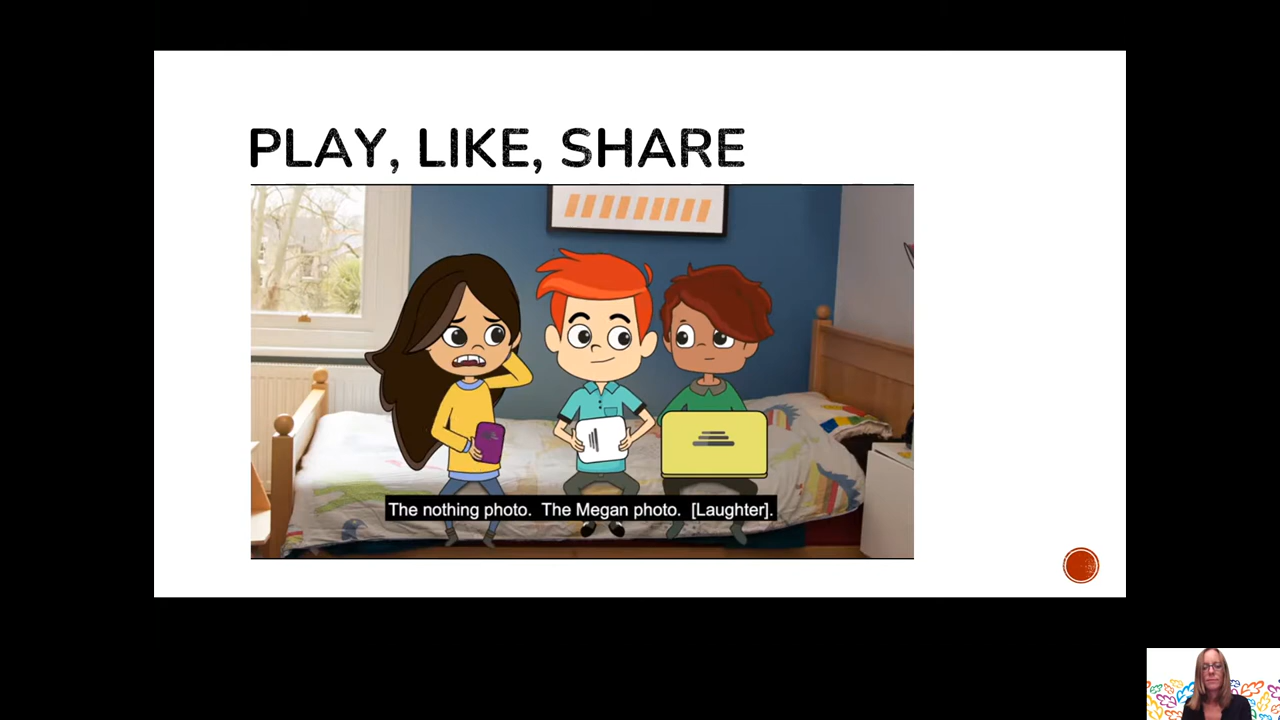 PLAY, LIKE, SHARE
The nothing photo.  The Megan photo.  [Laughter].